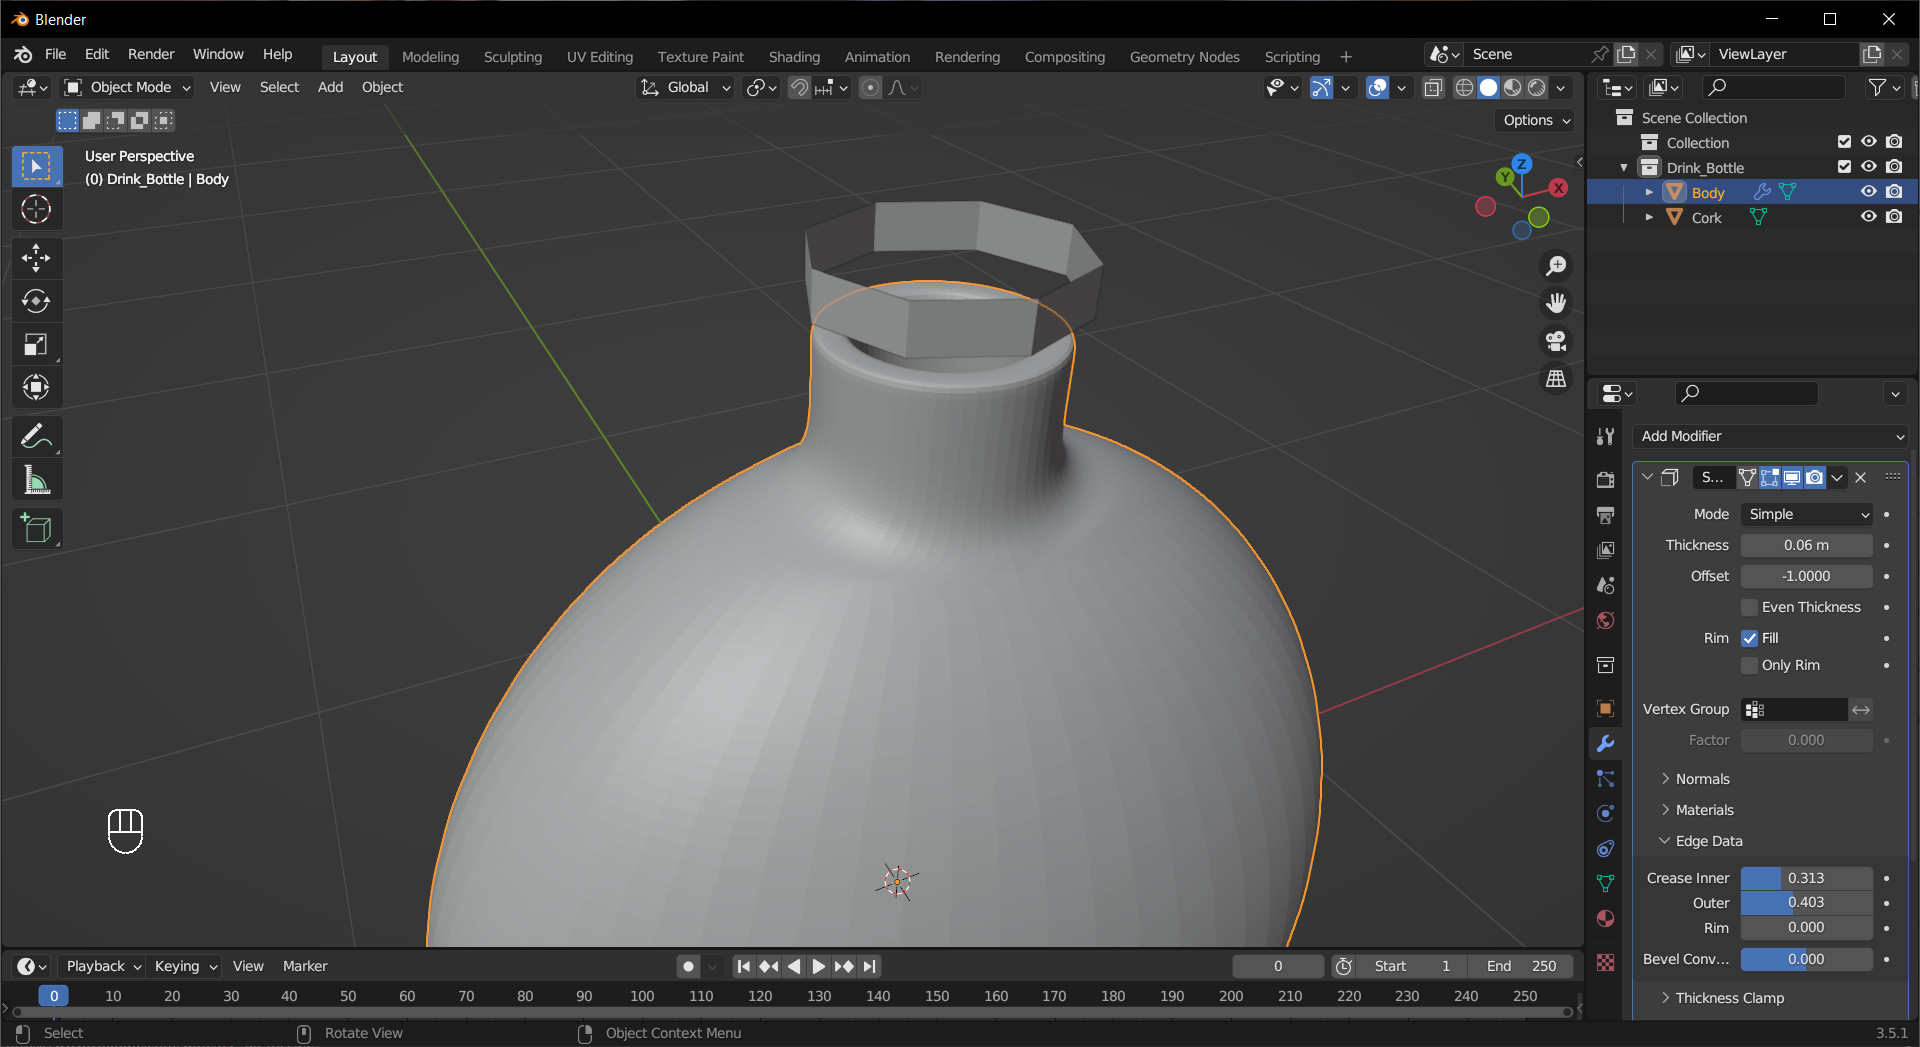 Blender
File Edit Render Window Help
Layout Modeling Sculpting UV Editing Texture Paint Shading Animation Rendering Compositing Geometry Nodes Scripting +
Scene
ViewLayer
Object Mode View Select Add Object
Global
Options
User Perspective
(0) Drink_Bottle | Body
Z
Y
X
Scene Collection
Collection
Drink_Bottle
Body
Cork
Add Modifier
S...
Mode Simple
Thickness 0.06 m
Offset -1.0000
Even Thickness
Rim Fill
Only Rim
Vertex Group
Factor 0.000
Normals
Materials
Edge Data
Crease Inner 0.313
Outer 0.403
Rim 0.000
Bevel Conv... 0.000
Thickness Clamp
Playback Keying View Marker
0 Start 1 End 250
0 10 20 30 40 50 60 70 80 90 100 110 120 130 140 150 160 170 180 190 200 210 220 230 240 250
Select Rotate View Object Context Menu
3.5.1